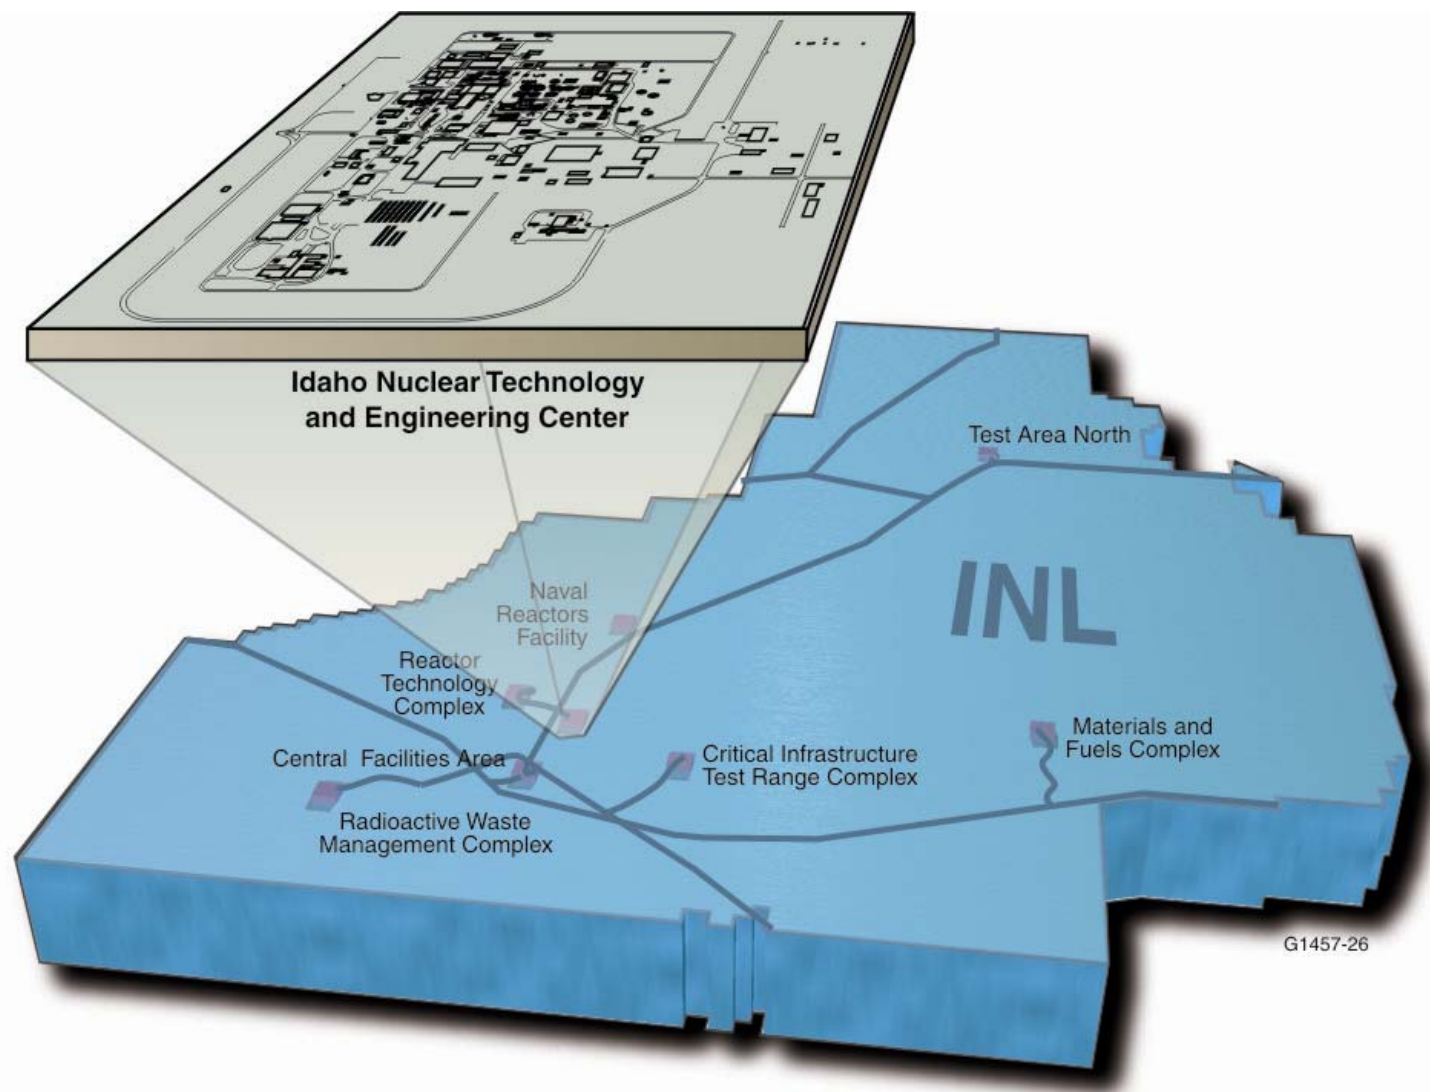 Idaho Nuclear Technology
and Engineering Center
Test Area North
INL
Naval
Reactors
Facility
Reactor
Technology
Complex
Central Facilities Area
Critical Infrastructure
Test Range Complex
Materials and
Fuels Complex
Radioactive Waste
Management Complex
G1457-26